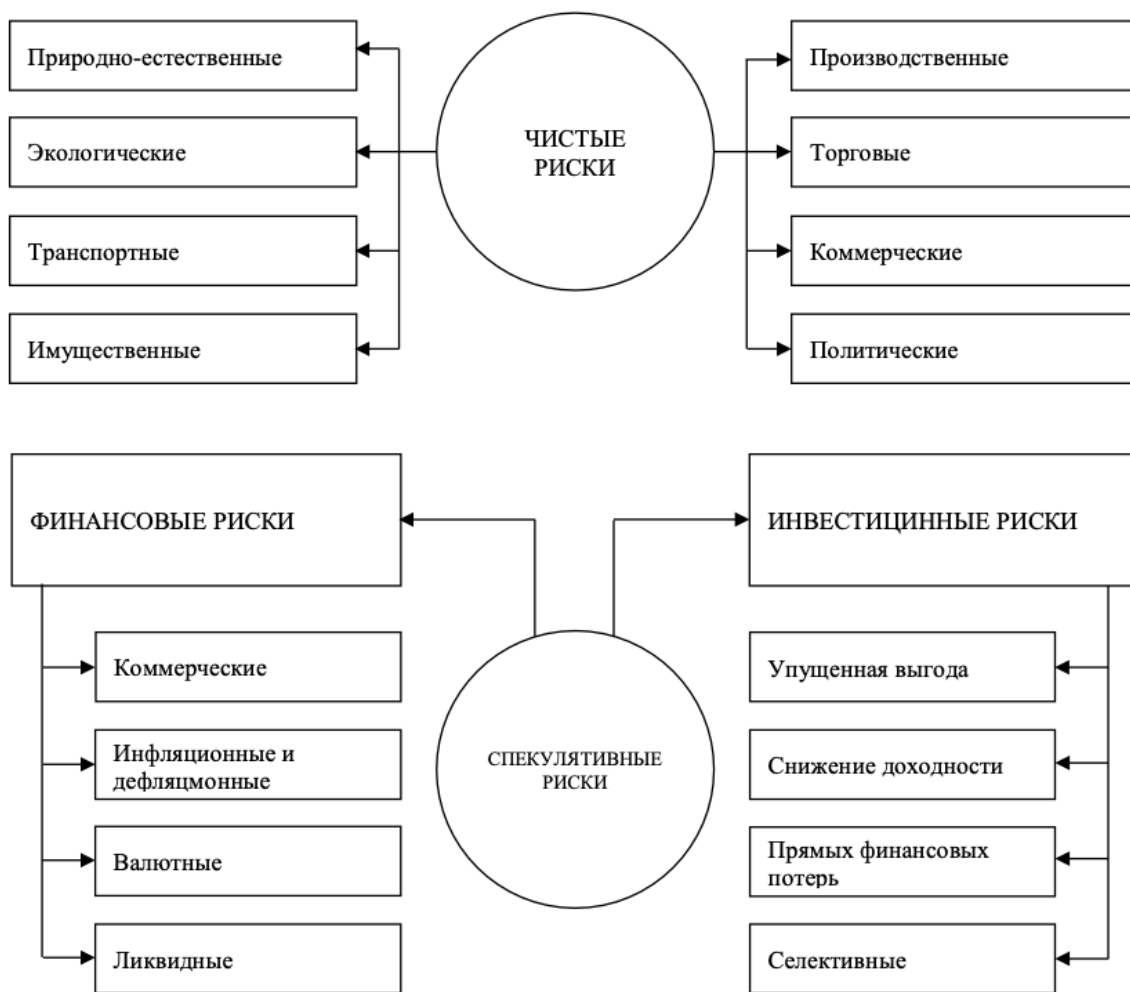 Природно-естественные
Экологические
Транспортные
Имущественные
ЧИСТЫЕ
РИСКИ
Производственные
Торговые
Коммерческие
Политические
ФИНАНСОВЫЕ РИСКИ
Коммерческие
Инфляционные и
дефляцмонные
Валютные
Ликвидные
СПЕКУЛЯТИВНЫЕ
РИСКИ
ИНВЕСТИЦИННЫЕ РИСКИ
Упущенная выгода
Снижение доходности
Прямых финансовых
потерь
Селективные